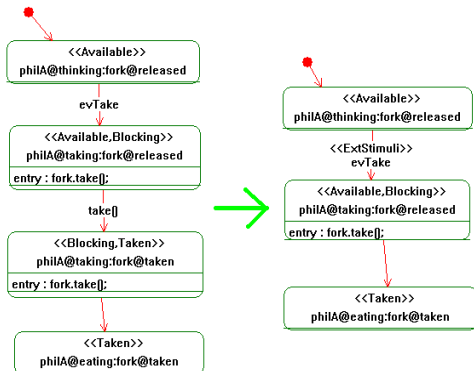 <<Available>>
philA@thinking:fork@released
evTake
<<Available,Blocking>>
philA@taking:fork@released
entry : fork.take();
take()
<<Blocking,Taken>>
philA@taking:fork@taken
entry : fork.take();
<<Taken>>
philA@eating:fork@taken
<<Available>>
philA@thinking:fork@released
<<ExtStimuli>>
evTake
<<Available,Blocking>>
philA@taking:fork@released
entry : fork.take();
<<Taken>>
philA@eating:fork@taken